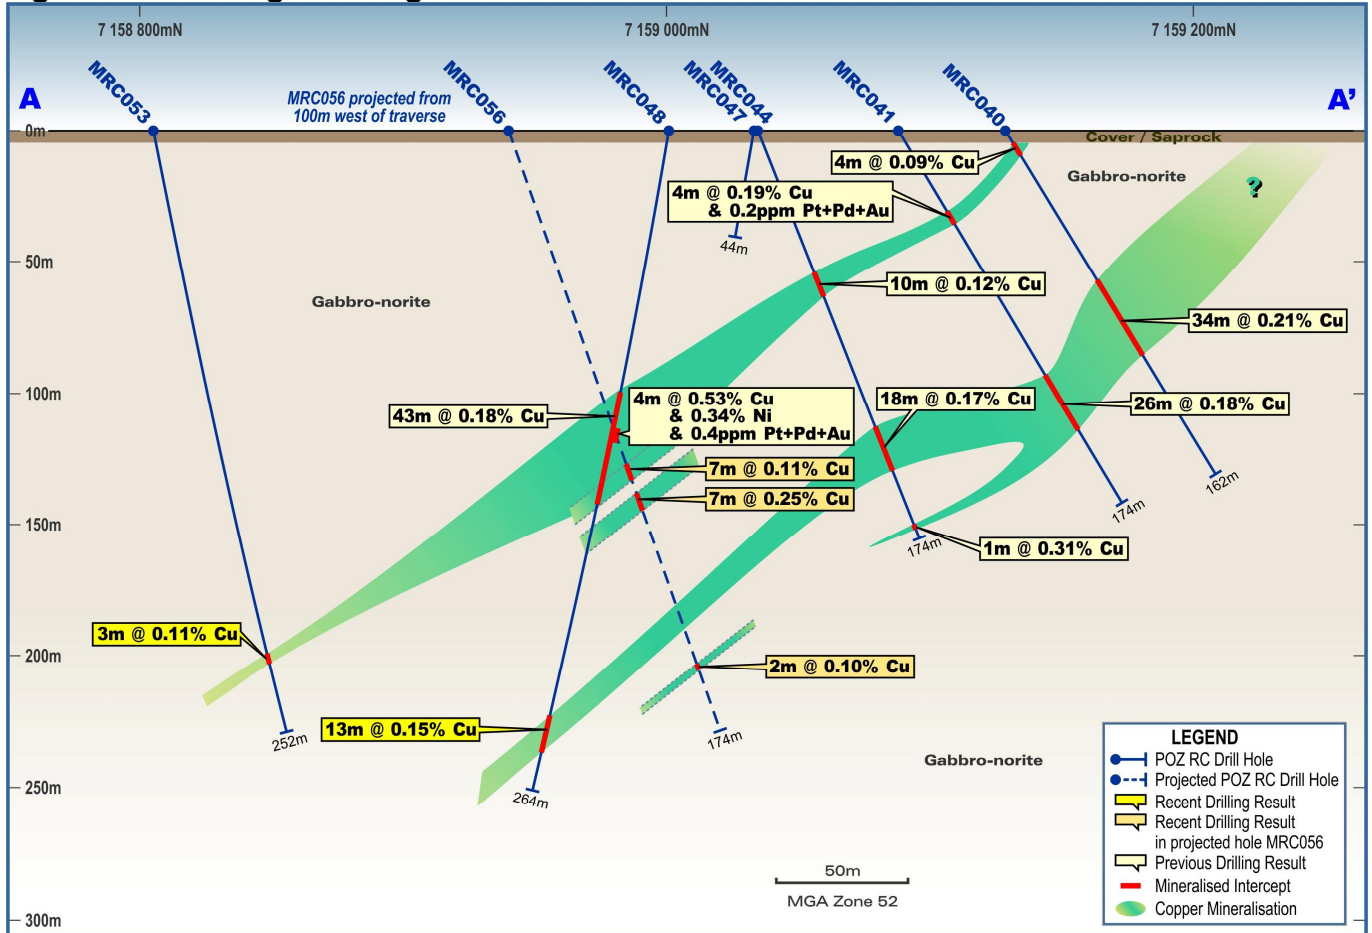 7 158 800mN
7 159 000mN
7 159 200mN
A
MRC053
MRC056 projected from
100m west of traverse
MRC056
MRC048
MRC047
MRC044
MRC041
MRC040
A'
0m
Cover / Saprock
4m @ 0.09% Cu
Gabbro-norite
?
4m @ 0.19% Cu
& 0.2ppm Pt+Pd+Au
44m
50m
10m @ 0.12% Cu
Gabbro-norite
34m @ 0.21% Cu
100m
43m @ 0.18% Cu
4m @ 0.53% Cu
& 0.34% Ni
& 0.4ppm Pt+Pd+Au
18m @ 0.17% Cu
26m @ 0.18% Cu
7m @ 0.11% Cu
7m @ 0.25% Cu
162m
174m
150m
174m
1m @ 0.31% Cu
3m @ 0.11% Cu
200m
2m @ 0.10% Cu
13m @ 0.15% Cu
252m
174m
Gabbro-norite
250m
264m
50m
MGA Zone 52
300m
LEGEND
POZ RC Drill Hole
Projected POZ RC Drill Hole
Recent Drilling Result
Recent Drilling Result
in projected hole MRC056
Previous Drilling Result
Mineralised Intercept
Copper Mineralisation